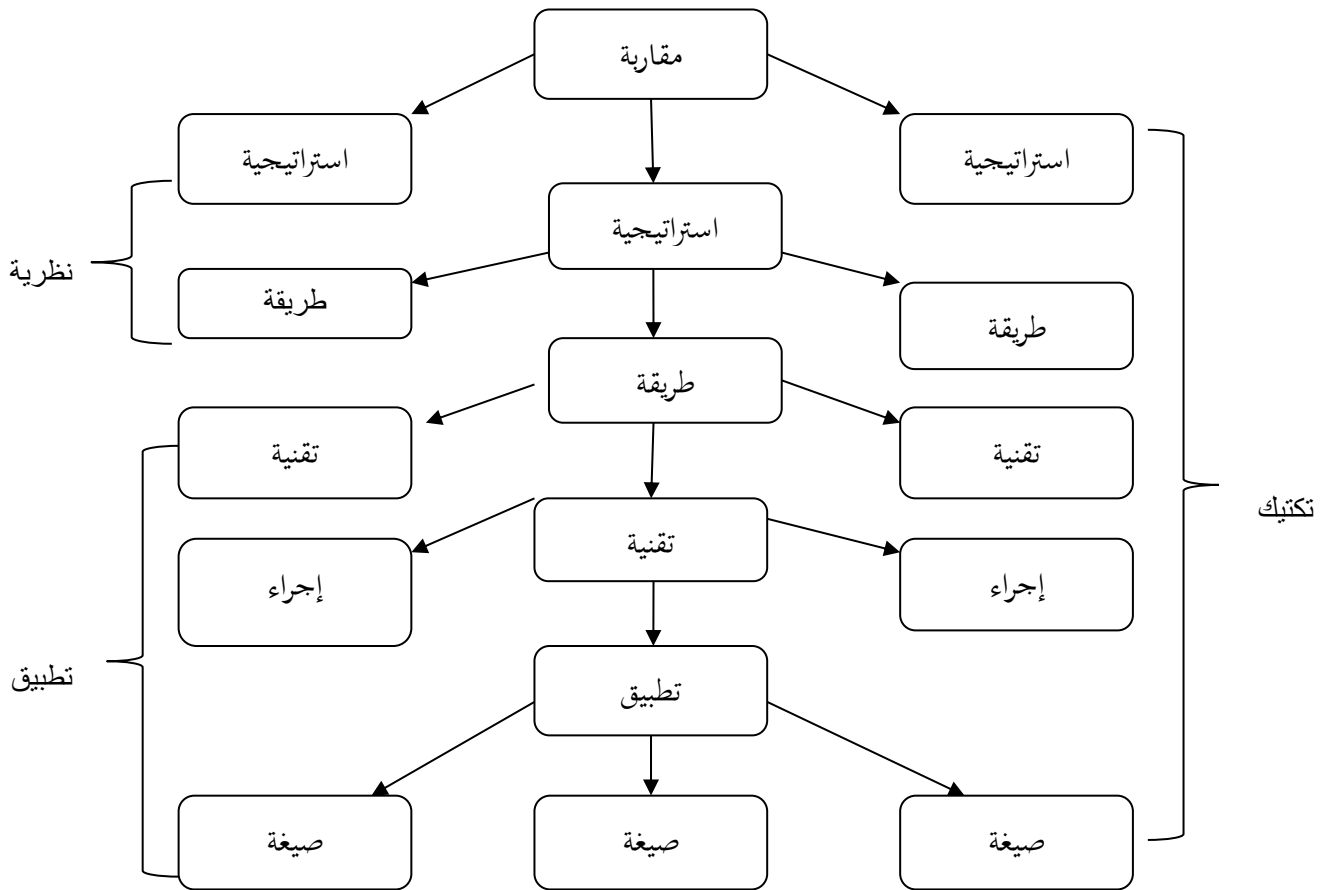 مقاربة
استراتيجية
استراتيجية
استراتيجية
نظرية
طريقة
طريقة
طريقة
تقنية
تقنية
تكتيك
تقنية
إجراء
إجراء
تطبيق
تطبيق
صيغة
صيغة
صيغة